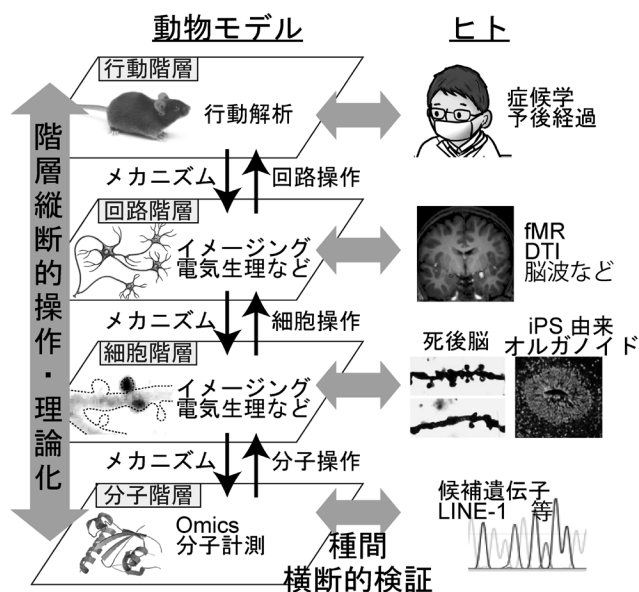 動物モデル
ヒト
行動階層
行動解析
症候学
予後経過
メカニズム
回路操作
回路階層
イメージング
電気生理など
fMR
DTI
脳波など
メカニズム
細胞操作
細胞階層
イメージング
電気生理など
死後脳
iPS 由来
オルガノイド
メカニズム
分子操作
分子階層
Omics
分子計測
候補遺伝子
LINE-1 等
種間
横断的検証
階層縦断的操作・理論化